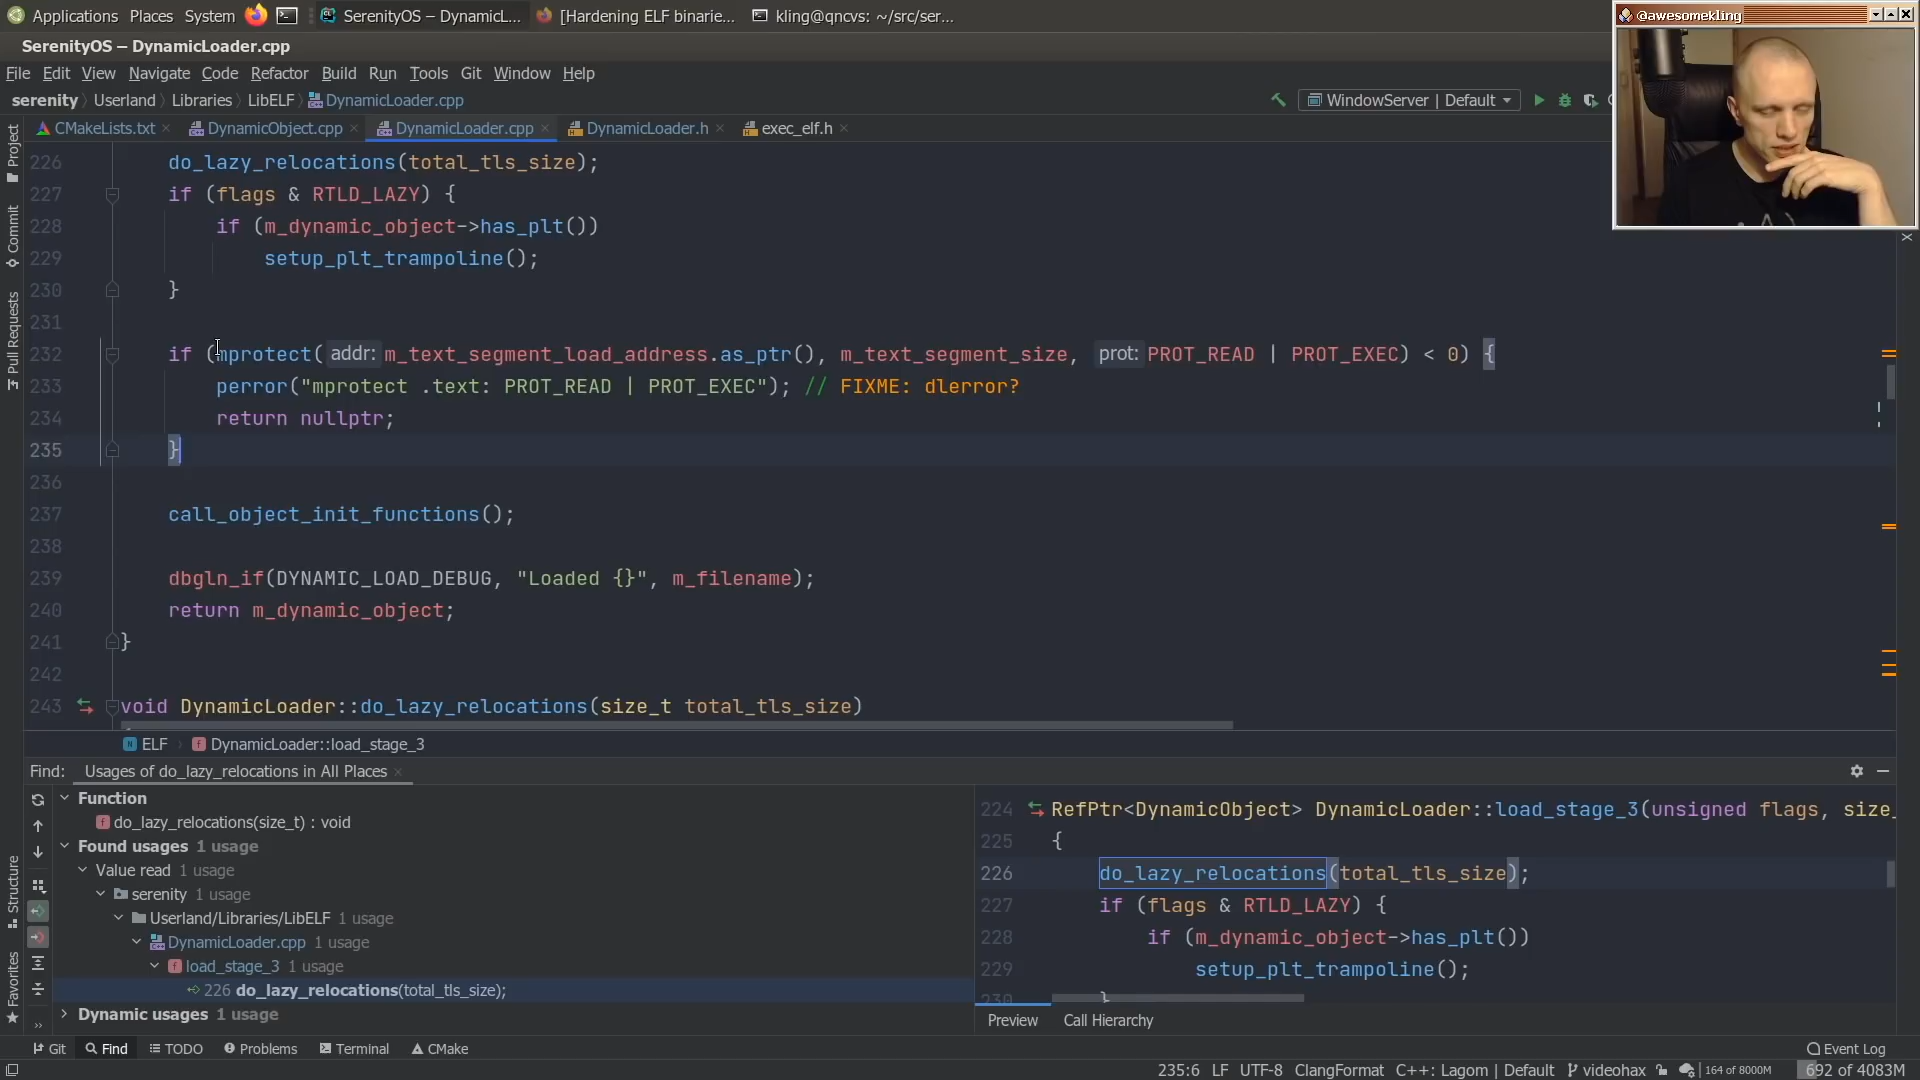 Applications Places System SerenityOS – DynamicL... [Hardening ELF binarie... kling@qncvs: ~/src/ser...
@awesomekling
SerenityOS – DynamicLoader.cpp
File Edit View Navigate Code Refactor Build Run Tools Git Window Help
serenity Userland Libraries LibELF DynamicLoader.cpp WindowServer | Default
CMakeLists.txt DynamicObject.cpp DynamicLoader.cpp DynamicLoader.h exec_elf.h
Project
Commit
Pull Requests
226 do_lazy_relocations(total_tls_size);
227 if (flags & RTLD_LAZY) {
228 if (m_dynamic_object->has_plt())
229 setup_plt_trampoline();
230 }
231
232 if (mprotect( addr: m_text_segment_load_address.as_ptr(), m_text_segment_size, prot: PROT_READ | PROT_EXEC) < 0) {
233 perror("mprotect .text: PROT_READ | PROT_EXEC"); // FIXME: dlerror?
234 return nullptr;
235 }
236
237 call_object_init_functions();
238
239 dbgln_if(DYNAMIC_LOAD_DEBUG, "Loaded {}", m_filename);
240 return m_dynamic_object;
241 }
242
243 void DynamicLoader::do_lazy_relocations(size_t total_tls_size)
ELF DynamicLoader::load_stage_3
Find: Usages of do_lazy_relocations in All Places
Function
do_lazy_relocations(size_t) : void
Found usages 1 usage
Value read 1 usage
serenity 1 usage
Userland/Libraries/LibELF 1 usage
DynamicLoader.cpp 1 usage
load_stage_3 1 usage
226 do_lazy_relocations(total_tls_size);
Dynamic usages 1 usage
Structure
Favorites
224 RefPtr<DynamicObject> DynamicLoader::load_stage_3(unsigned flags, size_
225 {
226 do_lazy_relocations(total_tls_size);
227 if (flags & RTLD_LAZY) {
228 if (m_dynamic_object->has_plt())
229 setup_plt_trampoline();
230 }
Preview Call Hierarchy
Git Find TODO Problems Terminal CMake Event Log
235:6 LF UTF-8 ClangFormat C++: Lagom | Default videohax 164 of 8000M 692 of 4083M